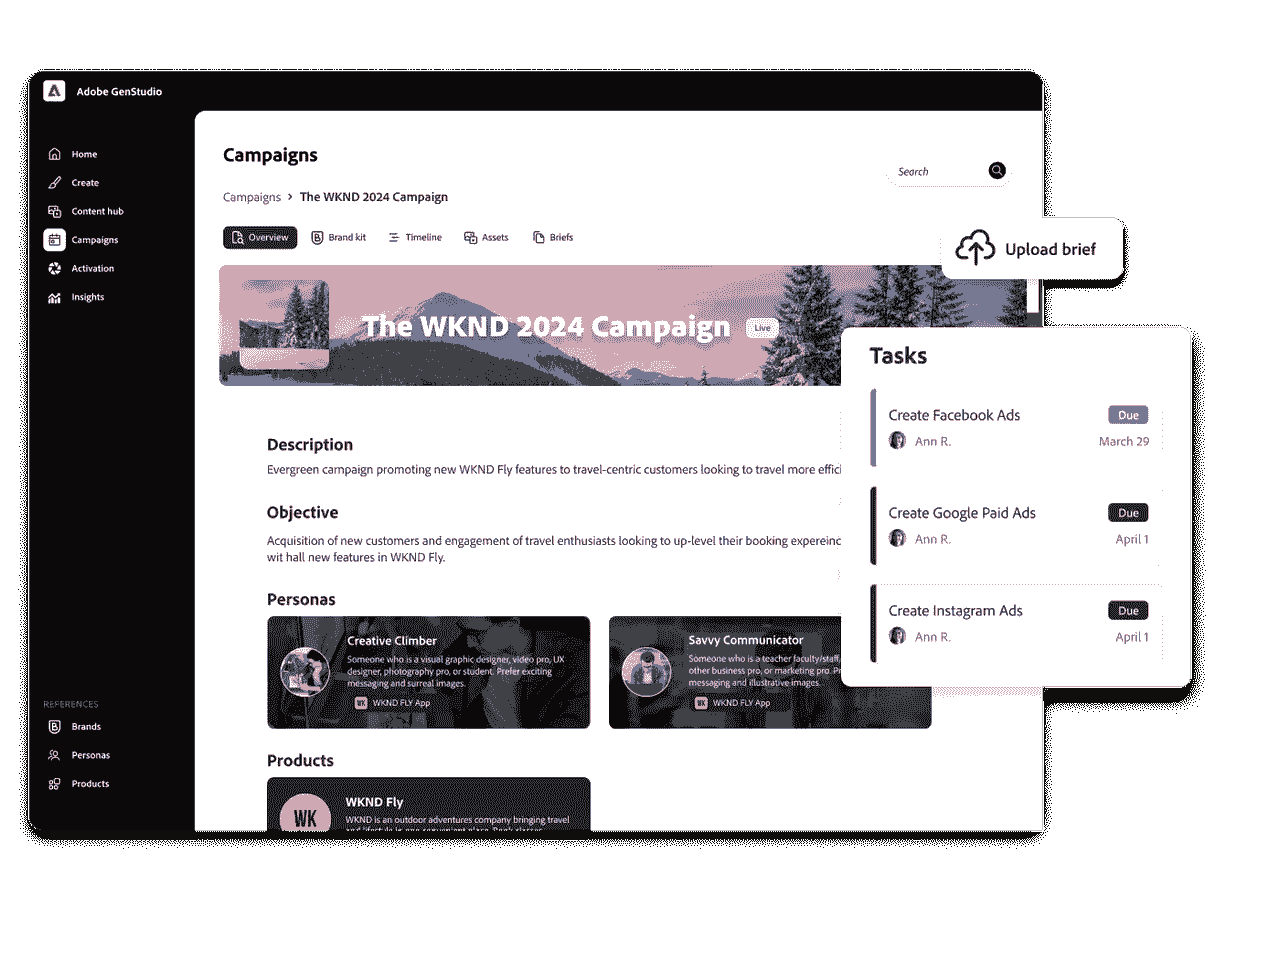 Adobe GenStudio
Home
Create
Content hub
Campaigns
Activation
Insights
REFERENCES
Brands
Personas
Products
Campaigns
Search
Campaigns > The WKND 2024 Campaign
Overview
Brand kit
Timeline
Assets
Briefs
Upload brief
The WKND 2024 Campaign
Live
Description
Evergreen campaign promoting new WKND Fly features to travel-centric customers looking to travel more effici
Objective
Acquisition of new customers and engagement of travel enthusiasts looking to up-level their booking expereinc
wit hall new features in WKND Fly.
Personas
Creative Climber
Someone who is a visual graphic designer, video pro, UX
designer, photography pro, or student. Prefer exciting
messaging and surreal images.
WK WKND FLY App
Savvy Communicator
Someone who is a teacher faculty/staff,
other business pro, or marketing pro. Pr
messaging and illustrative images.
WK WKND FLY App
Products
WK
WKND Fly
WKND is an outdoor adventures company bringing travel
Tasks
Create Facebook Ads
Due
Ann R.
March 29
Create Google Paid Ads
Due
Ann R.
April 1
Create Instagram Ads
Due
Ann R.
April 1